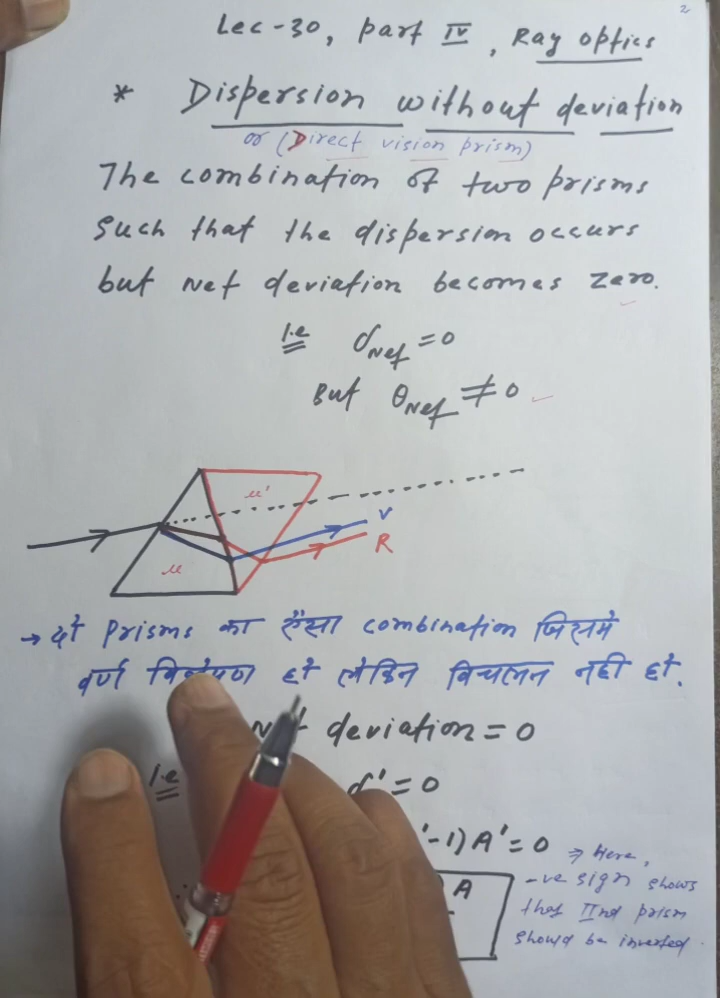 2
Lec-30, part IV, Ray optics
* Dispersion without deviation
or (Direct vision prism)
The combination of two prisms
such that the dispersion occurs
but net deviation becomes zero.
i.e δNet = 0
But θNet ≠ 0
μ'
V
R
μ
→ दो Prisms का ऐसा combination जिसमे
वर्ण हो लेकिन विचलन नही हो.
Net deviation = 0
i.e δ' = 0
'-1) A' = 0 ⇒ Here,
-ve sign shows
A
that IInd prism
should be inverted.